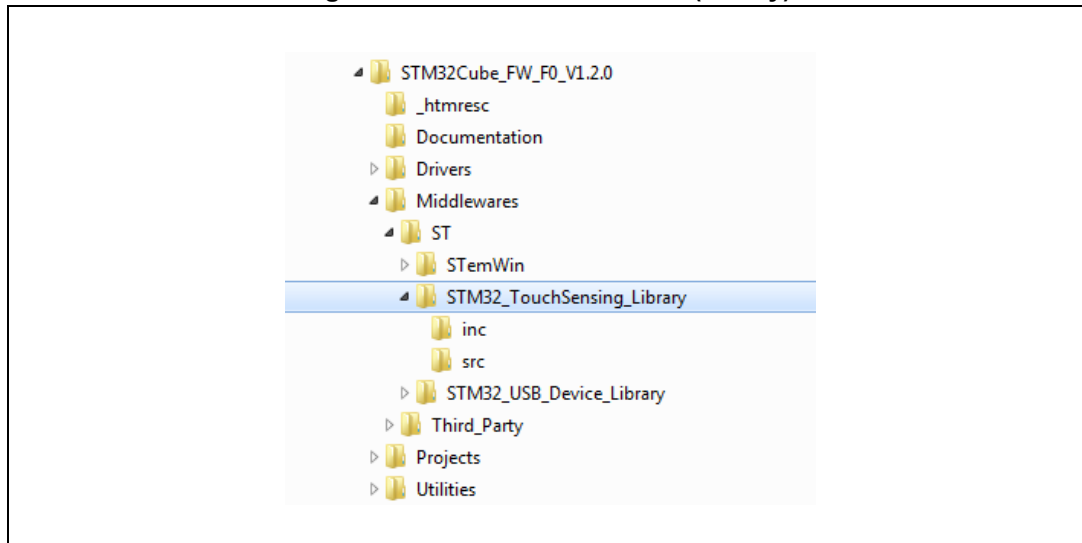 STM32Cube_FW_F0_V1.2.0
_htmresc
Documentation
Drivers
Middlewares
ST
STemWin
STM32_TouchSensing_Library
inc
src
STM32_USB_Device_Library
Third_Party
Projects
Utilities